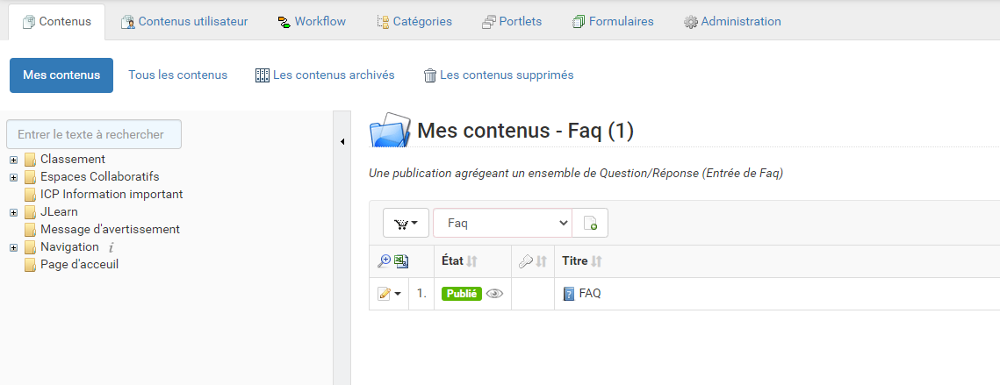 Contenus Contenus utilisateur Workflow Catégories Portlets Formulaires Administration
Mes contenus Tous les contenus Les contenus archivés Les contenus supprimés
Entrer le texte à rechercher
Classement
Espaces Collaboratifs
ICP Information important
JLearn
Message d'avertissement
Navigation i
Page d'acceuil
Mes contenus - Faq (1)
Une publication agrégeant un ensemble de Question/Réponse (Entrée de Faq)
Faq
État Titre
1. Publié FAQ